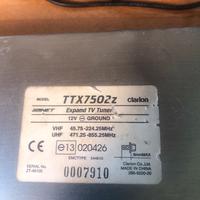 MODEL TTX7502z clarion
Expand TV Tuner
12V ⊖ GROUND
VHF 45.75-224.25MHz
UHF 471.25-855.25MHz
e13 020426
Clarion Co.,Ltd.
MADE IN CHINA
SERIAL No.
0007910